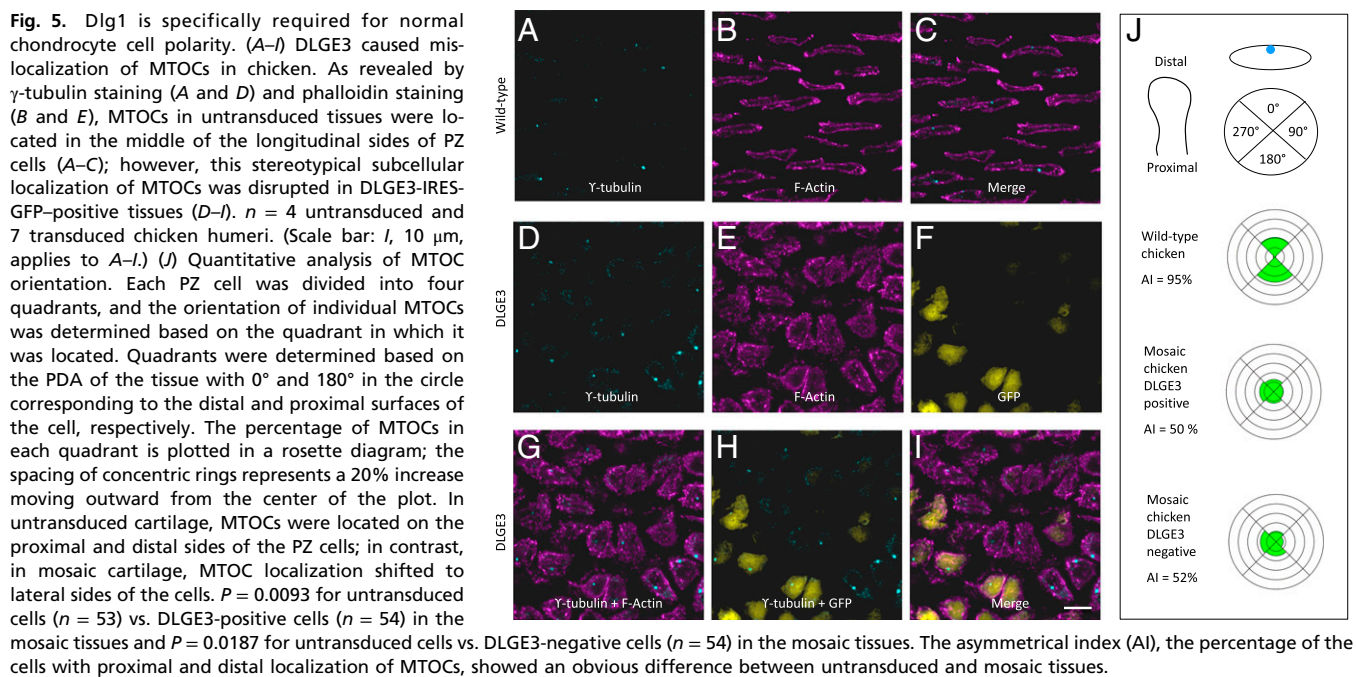 Fig. 5. Dlg1 is specifically required for normal
chondrocyte cell polarity. (A–I) DLGE3 caused mis-
localization of MTOCs in chicken. As revealed by
γ-tubulin staining (A and D) and phalloidin staining
(B and E), MTOCs in untransduced tissues were lo-
cated in the middle of the longitudinal sides of PZ
cells (A–C); however, this stereotypical subcellular
localization of MTOCs was disrupted in DLGE3-IRES-
GFP–positive tissues (D–I). n = 4 untransduced and
7 transduced chicken humeri. (Scale bar: I, 10 μm,
applies to A–I.) (J) Quantitative analysis of MTOC
orientation. Each PZ cell was divided into four
quadrants, and the orientation of individual MTOCs
was determined based on the quadrant in which it
was located. Quadrants were determined based on
the PDA of the tissue with 0° and 180° in the circle
corresponding to the distal and proximal surfaces of
the cell, respectively. The percentage of MTOCs in
each quadrant is plotted in a rosette diagram; the
spacing of concentric rings represents a 20% increase
moving outward from the center of the plot. In
untransduced cartilage, MTOCs were located on the
proximal and distal sides of the PZ cells; in contrast,
in mosaic cartilage, MTOC localization shifted to
lateral sides of the cells. P = 0.0093 for untransduced
cells (n = 53) vs. DLGE3-positive cells (n = 54) in the
mosaic tissues and P = 0.0187 for untransduced cells vs. DLGE3-negative cells (n = 54) in the mosaic tissues. The asymmetrical index (AI), the percentage of the
cells with proximal and distal localization of MTOCs, showed an obvious difference between untransduced and mosaic tissues.
Wild-type
A
ϒ-tubulin
B
F-Actin
C
Merge
DLGE3
D
ϒ-tubulin
E
F-Actin
F
GFP
DLGE3
G
ϒ-tubulin + F-Actin
H
ϒ-tubulin + GFP
I
Merge
J
Distal
Proximal
0°
270° 90°
180°
Wild-type
chicken
AI = 95%
Mosaic
chicken
DLGE3
positive
AI = 50 %
Mosaic
chicken
DLGE3
negative
AI = 52%